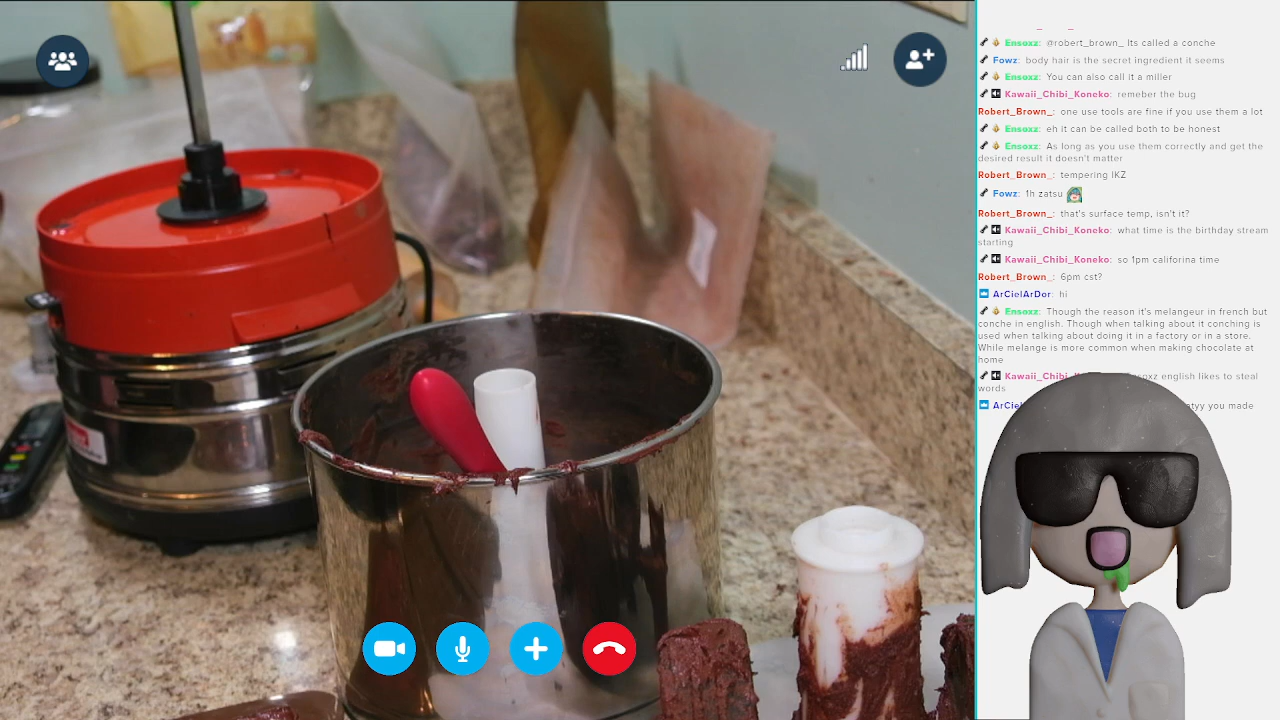 Ensoxz: @robert_brown_ Its called a conche
Fowz: body hair is the secret ingredient it seems
Ensoxz: You can also call it a miller
Kawaii_Chibi_Koneko: remeber the bug
Robert_Brown_: one use tools are fine if you use them a lot
Ensoxz: eh it can be called both to be honest
Ensoxz: As long as you use them correctly and get the
desired result it doesn't matter
Robert_Brown_: tempering IKZ
Fowz: 1h zatsu
Robert_Brown_: that's surface temp, isn't it?
Kawaii_Chibi_Koneko: what time is the birthday stream
starting
Kawaii_Chibi_Koneko: so 1pm califorina time
Robert_Brown_: 6pm cst?
ArCielArDor: hi
Ensoxz: Though the reason it's melangeur in french but
conche in english. Though when talking about it conching is
used when talking about doing it in a factory or in a store.
While melange is more common when making chocolate at
home
english likes to steal
words
you made